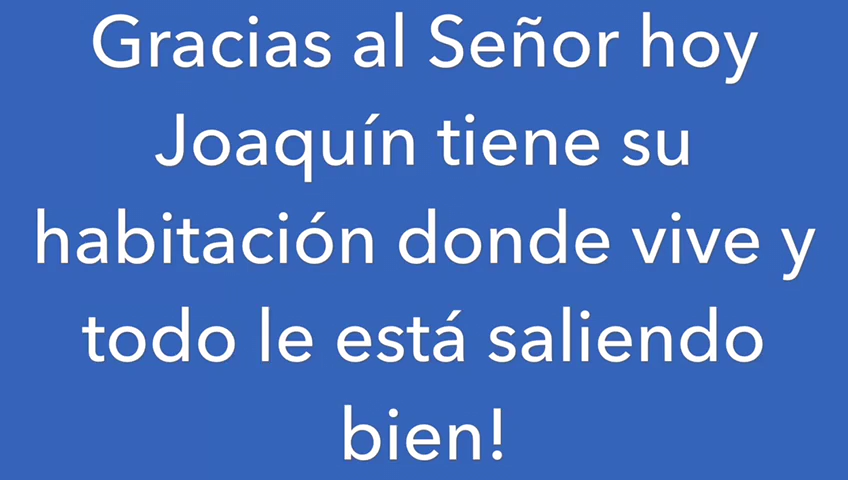 Gracias al Señor hoy
Joaquín tiene su
habitación donde vive y
todo le está saliendo
bien!